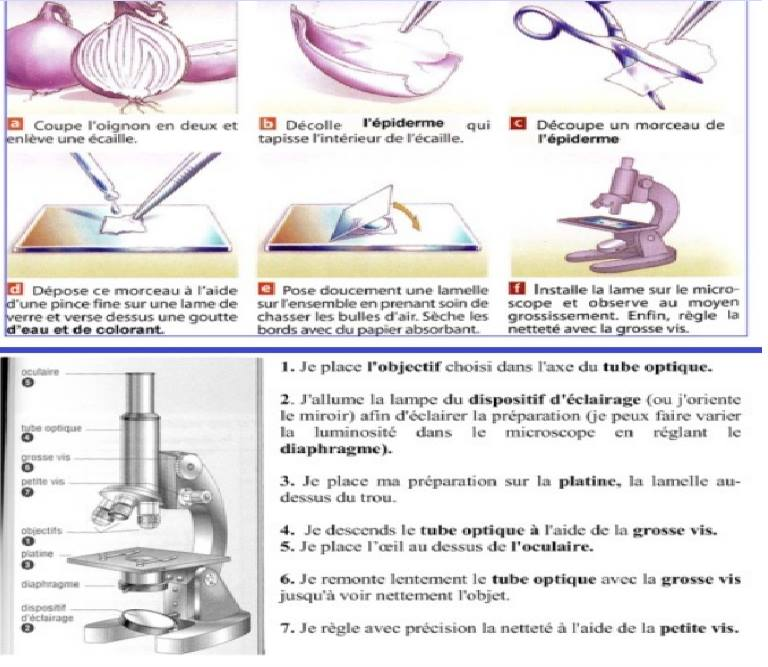 a Coupe l'oignon en deux et
enlève une écaille.
b Décolle l'épiderme qui
tapisse l'intérieur de l'écaille.
c Découpe un morceau de
l'épiderme
d Dépose ce morceau à l'aide
d'une pince fine sur une lame de
verre et verse dessus une goutte
d'eau et de colorant.
e Pose doucement une lamelle
sur l'ensemble en prenant soin de
chasser les bulles d'air. Sèche les
bords avec du papier absorbant.
f Installe la lame sur le micro-
scope et observe au moyen
grossissement. Enfin, règle la
netteté avec la grosse vis.
oculaire
5
tube optique
4
grosse vis
6
petite vis
7
objectifs
1
platine
3
diaphragme
dispositif
d'éclairage
2
1. Je place l'objectif choisi dans l'axe du tube optique.
2. J'allume la lampe du dispositif d'éclairage (ou j'oriente
le miroir) afin d'éclairer la préparation (je peux faire varier
la luminosité dans le microscope en réglant le
diaphragme).
3. Je place ma préparation sur la platine, la lamelle au-
dessus du trou.
4. Je descends le tube optique à l'aide de la grosse vis.
5. Je place l'œil au dessus de l'oculaire.
6. Je remonte lentement le tube optique avec la grosse vis
jusqu'à voir nettement l'objet.
7. Je règle avec précision la netteté à l'aide de la petite vis.